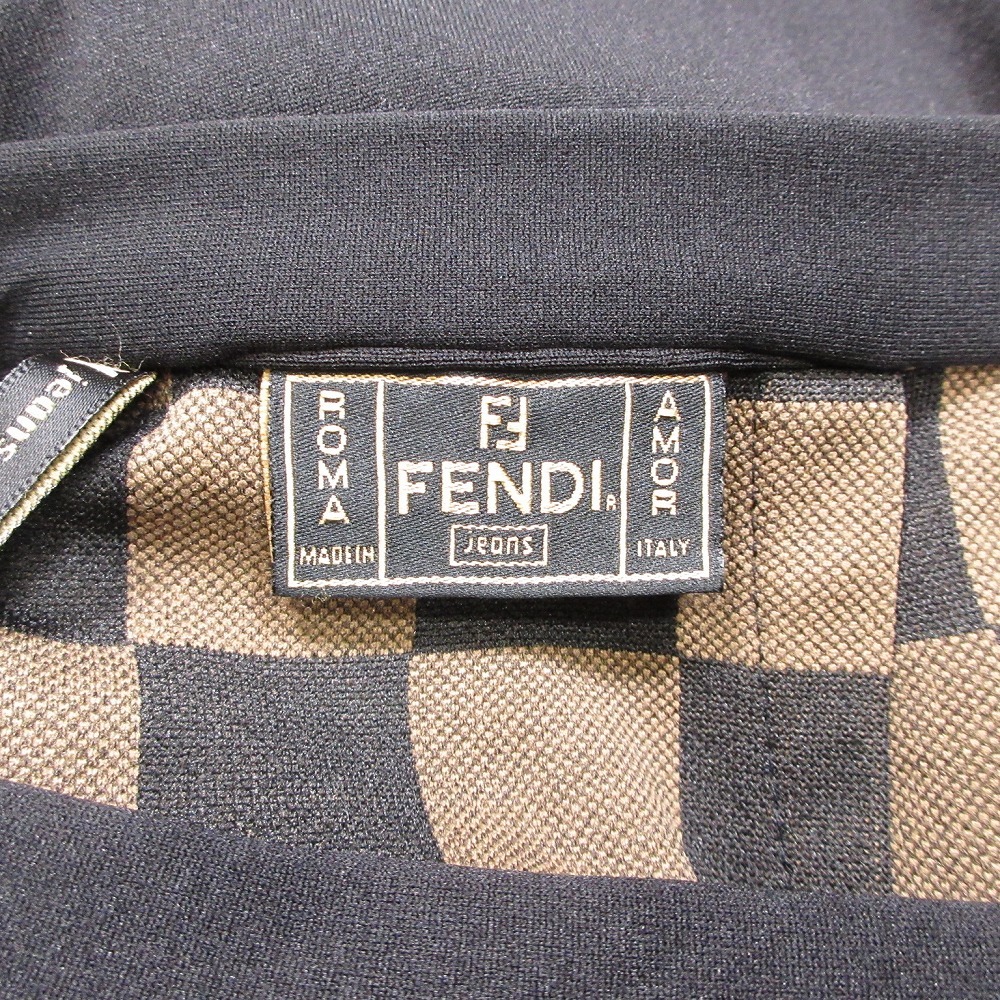 jeans
ROMA
MADE IN
FF
FENDI R
jeans
AMOR
ITALY